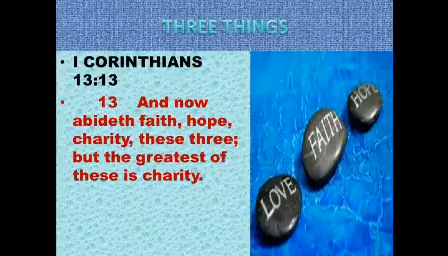 THREE THINGS
• I CORINTHIANS
13:13
• 13 And now
abideth faith, hope,
charity, these three;
but the greatest of
these is charity.
HOPE
FAITH
LOVE